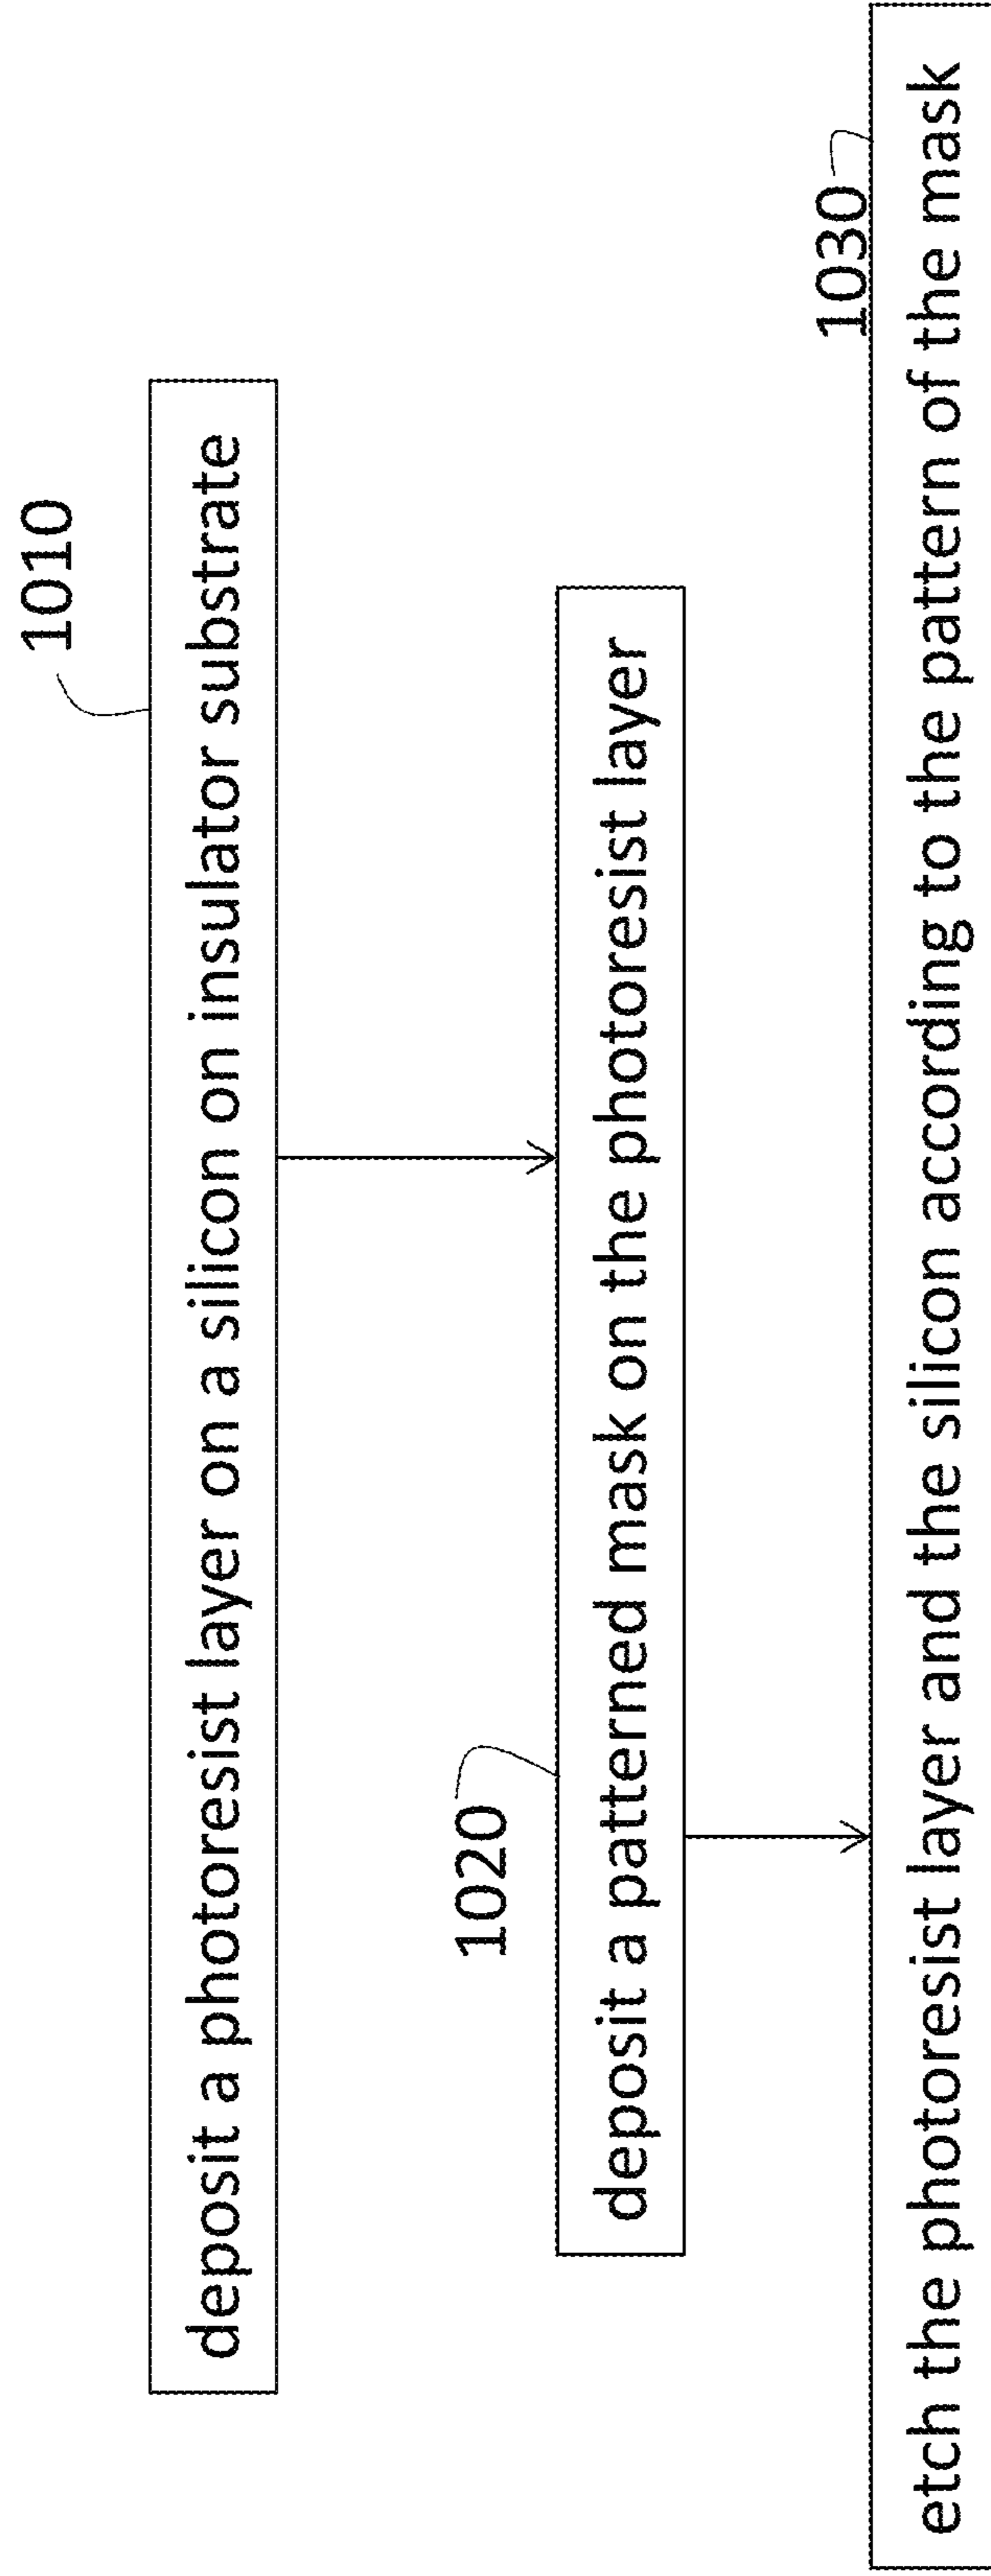 1010
deposit a photoresist layer on a silicon on insulator substrate
1020
deposit a patterned mask on the photoresist layer
1030
etch the photoresist layer and the silicon according to the pattern of the mask